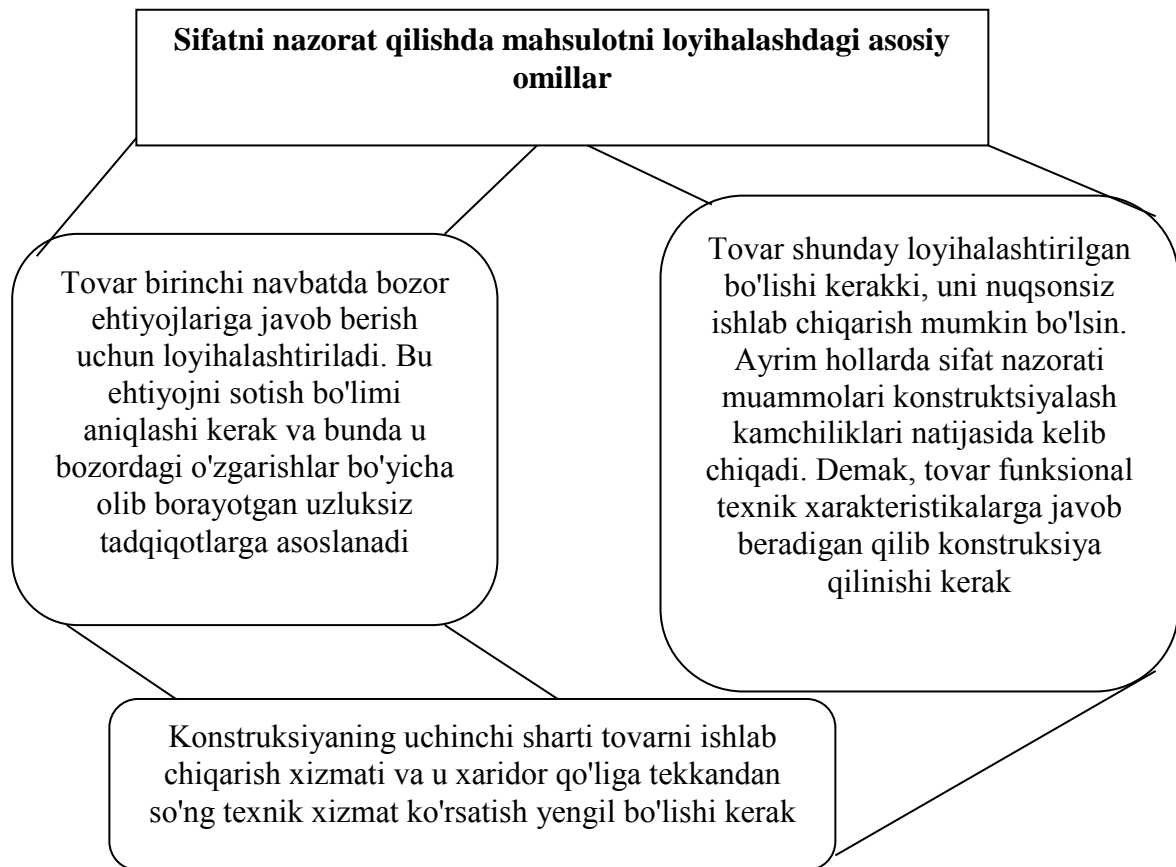 Sifatni nazorat qilishda mahsulotni loyihalashdagi asosiy
omillar
Tovar birinchi navbatda bozor
ehtiyojlariga javob berish
uchun loyihalashtiriladi. Bu
ehtiyojni sotish bo'limi
aniqlashi kerak va bunda u
bozordagi o'zgarishlar bo'yicha
olib borayotgan uzluksiz
tadqiqotlarga asoslanadi
Tovar shunday loyihalashtirilgan
bo'lishi kerakki, uni nuqsonsiz
ishlab chiqarish mumkin bo'lsin.
Ayrim hollarda sifat nazorati
muammolari konstruktsiyalash
kamchiliklari natijasida kelib
chiqadi. Demak, tovar funksional
texnik xarakteristikalarga javob
beradigan qilib konstruksiya
qilinishi kerak
Konstruksiyaning uchinchi sharti tovarni ishlab
chiqarish xizmati va u xaridor qo'liga tekkandan
so'ng texnik xizmat ko'rsatish yengil bo'lishi kerak